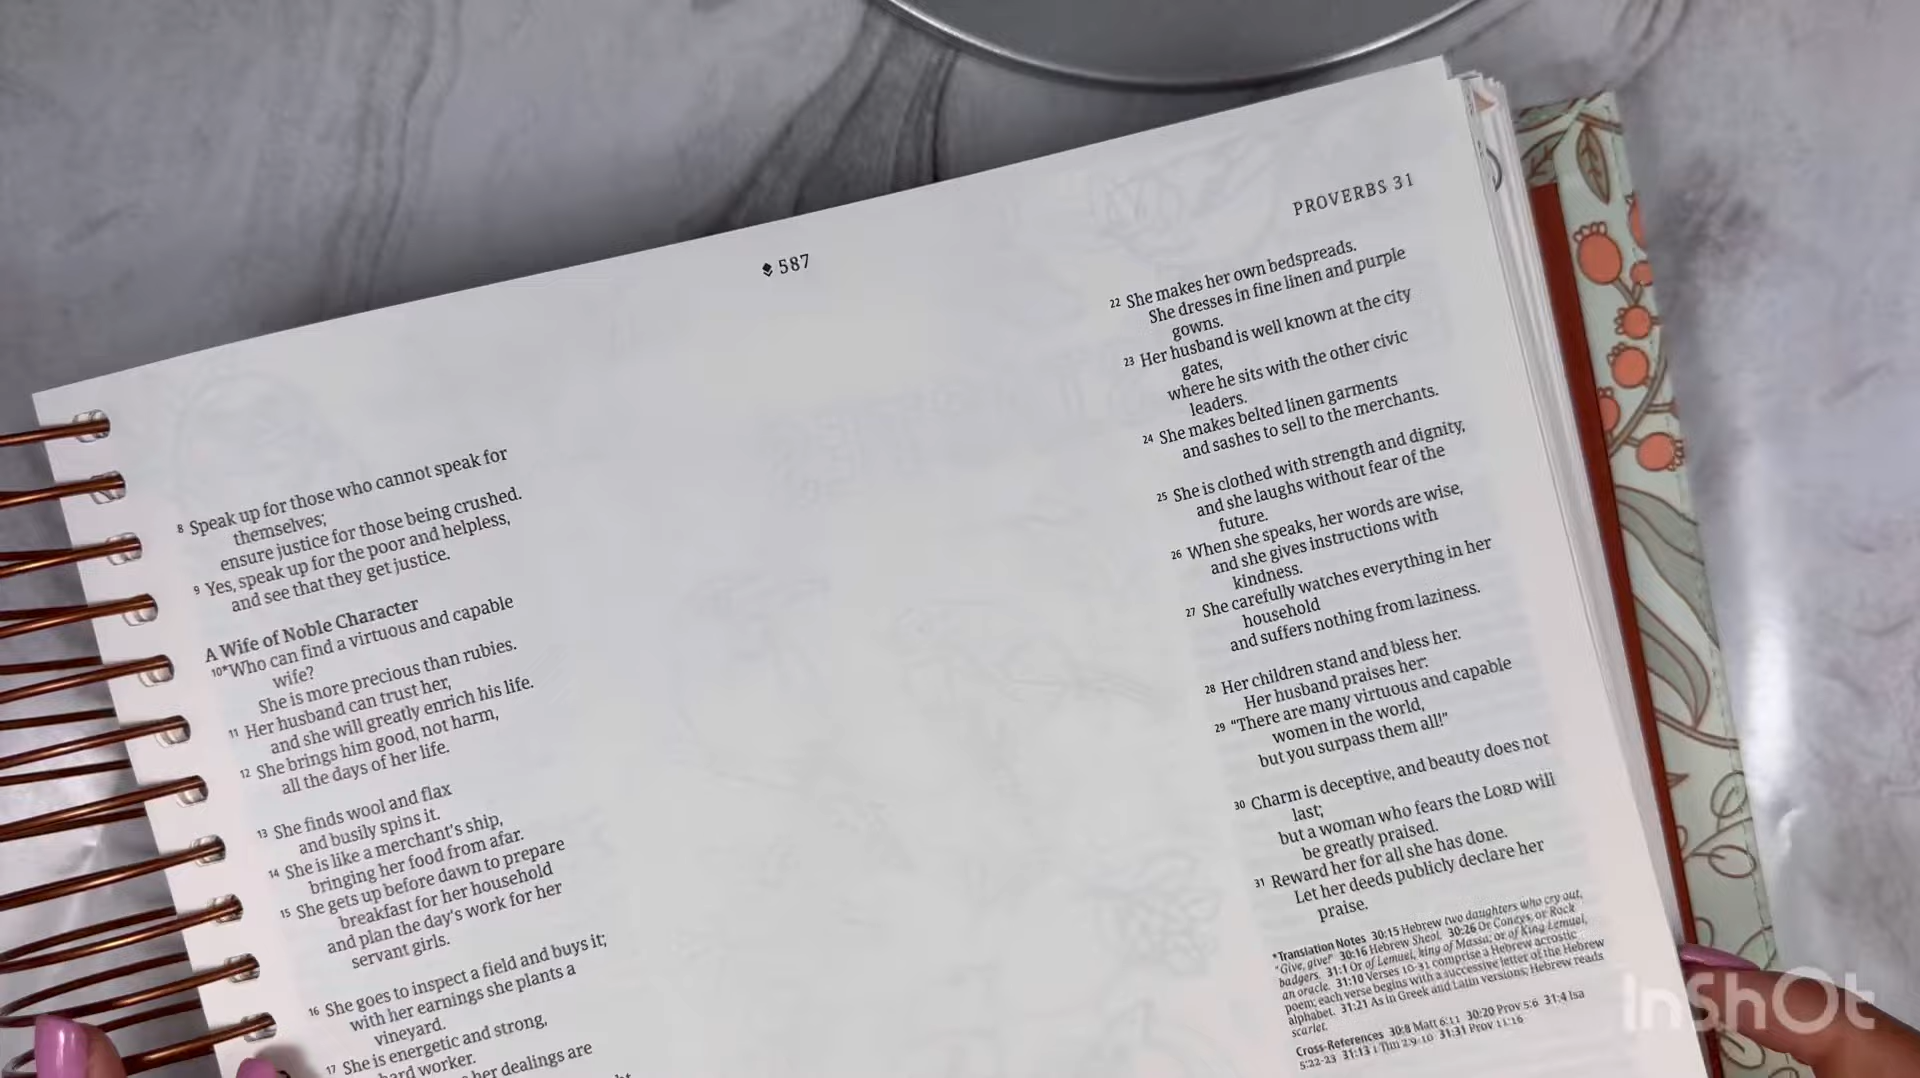 587
PROVERBS 31
8 Speak up for those who cannot speak for
themselves;
ensure justice for those being crushed.
9 Yes, speak up for the poor and helpless,
and see that they get justice.
A Wife of Noble Character
10*Who can find a virtuous and capable
wife?
She is more precious than rubies.
11 Her husband can trust her,
and she will greatly enrich his life.
12 She brings him good, not harm,
all the days of her life.
13 She finds wool and flax
and busily spins it.
14 She is like a merchant's ship,
bringing her food from afar.
15 She gets up before dawn to prepare
breakfast for her household
and plan the day's work for her
servant girls.
16 She goes to inspect a field and buys it;
with her earnings she plants a
vineyard.
17 She is energetic and strong,
hard worker.
her dealings are
22 She makes her own bedspreads.
She dresses in fine linen and purple
gowns.
23 Her husband is well known at the city
gates,
where he sits with the other civic
leaders.
24 She makes belted linen garments
and sashes to sell to the merchants.
25 She is clothed with strength and dignity,
and she laughs without fear of the
future.
26 When she speaks, her words are wise,
and she gives instructions with
kindness.
27 She carefully watches everything in her
household
and suffers nothing from laziness.
28 Her children stand and bless her.
Her husband praises her:
29 "There are many virtuous and capable
women in the world,
but you surpass them all!"
30 Charm is deceptive, and beauty does not
last;
but a woman who fears the LORD will
be greatly praised.
31 Reward her for all she has done.
Let her deeds publicly declare her
praise.
*Translation Notes 30:15 Hebrew two daughters who cry out,
"Give, give!" 30:16 Hebrew Sheol. 30:26 Or Coneys, or Rock
badgers. 31:1 Or of Lemuel, king of Massa; or of King Lemuel,
an oracle. 31:10 Verses 10-31 comprise a Hebrew acrostic
poem; each verse begins with a successive letter of the Hebrew
alphabet. 31:21 As in Greek and Latin versions; Hebrew reads
scarlet.
Cross-References 30:8 Matt 6:11 30:20 Prov 5:6 31:4 Isa
5:22-23 31:13 1 Tim 2:9-10 31:31 Prov 11:16
InShOt